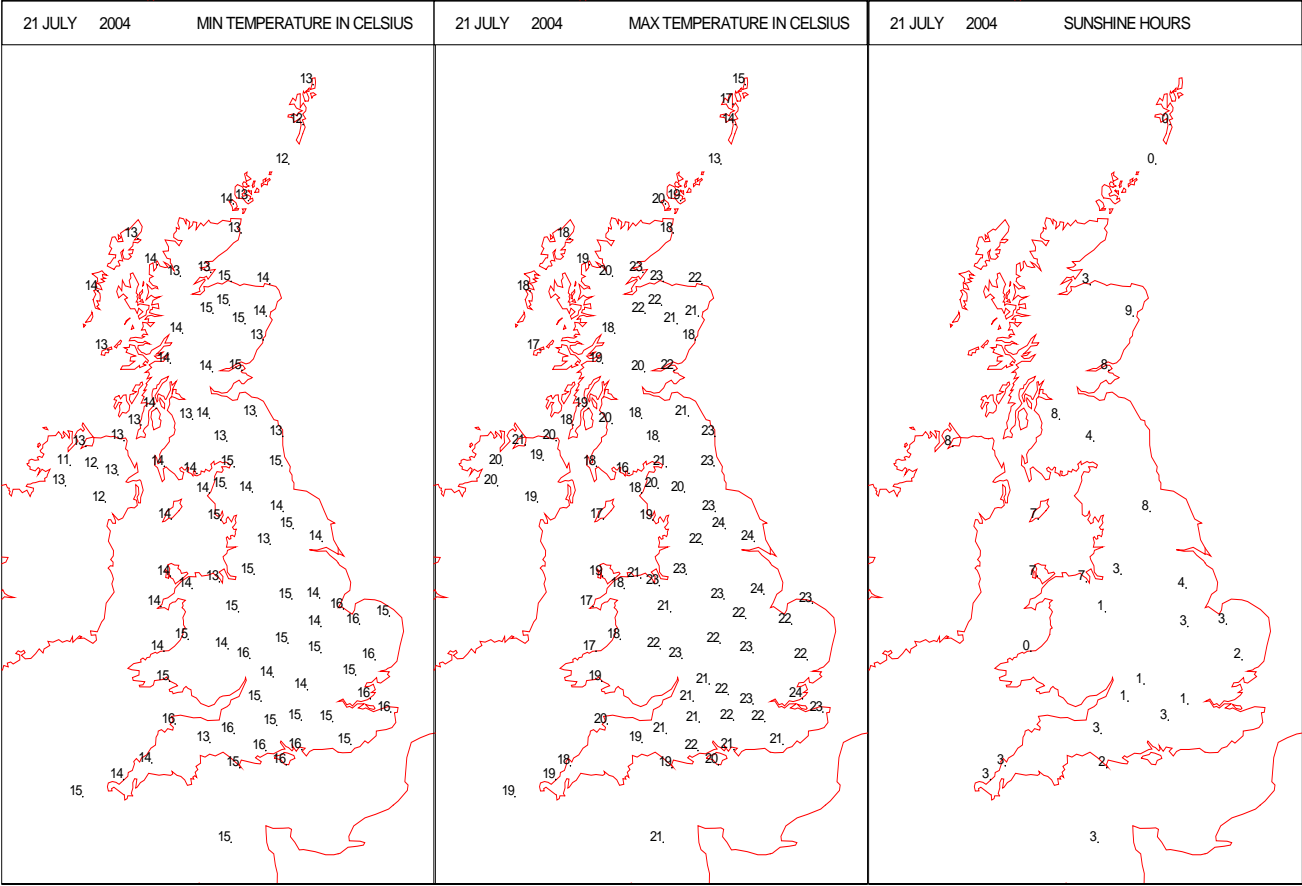 21 JULY 2004 MIN TEMPERATURE IN CELSIUS
13.
12.
12.
14. 13.
13.
13.
14. 13. 13.
15. 14.
14.
15.
15. 14.
15.
14. 13.
13.
14. 14. 15.
14.
13. 14. 13.
13.
13. 13. 13. 13.
11. 12. 14. 15. 15.
13. 14.
13. 15.
12. 14. 14.
14. 15. 14.
15.
13. 14.
14. 13. 15.
14.
15. 14.
14. 15. 16. 15.
14. 16.
15. 15.
14. 14. 15.
16. 16.
15. 14. 15.
14. 16.
15. 16.
16. 15. 15. 15.
16.
13. 16. 16. 15.
14. 15. 16.
14.
15.
15.
21 JULY 2004 MAX TEMPERATURE IN CELSIUS
15.
17.
14.
13.
20. 19.
18.
18.
19. 20. 23.
23. 22.
18.
22.
22. 21.
21.
18. 18.
17.
19. 20. 22.
19.
18. 21.
18. 20.
21. 20. 18. 23.
20. 19. 18. 21. 23.
16.
20. 20.
18. 20.
19. 23.
17. 19.
24.
22. 24.
19. 21. 23.
18. 23.
23. 24.
17. 21. 23.
22. 22.
18. 22.
17. 22. 23.
23. 22.
19. 21.
22. 24.
21. 23. 23.
20. 21. 22. 22.
21.
19. 22. 21. 21.
18. 19. 20.
19.
19.
21.
21 JULY 2004 SUNSHINE HOURS
0.
0.
3.
9.
8.
8.
8. 4.
8.
7.
7. 7. 3.
4.
1.
3. 3.
0. 2.
1.
1. 1.
3.
3.
3. 2.
3.
3.